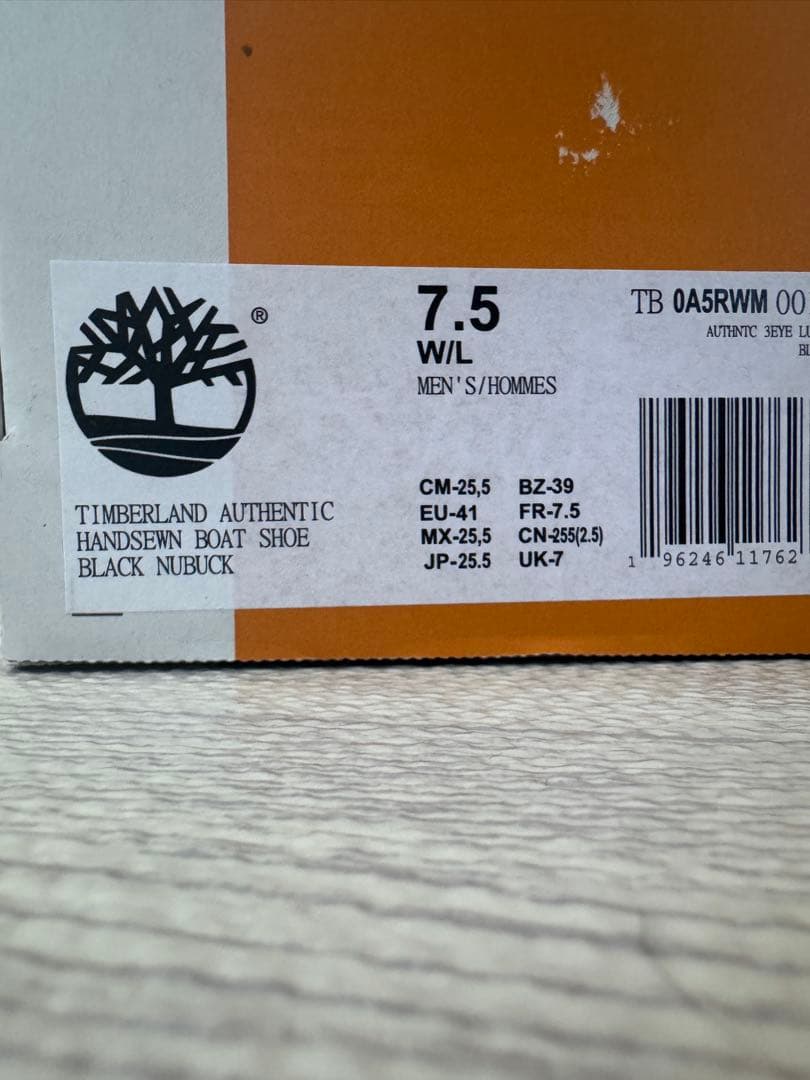 ®
7.5
W/L
MEN'S/HOMMES
TB 0A5RWM 00
AUTHNTC 3EYE
CM-25,5 BZ-39
EU-41 FR-7.5
MX-25,5 CN-255(2.5)
JP-25.5 UK-7
TIMBERLAND AUTHENTIC
HANDSEWN BOAT SHOE
BLACK NUBUCK
1 96246 11762